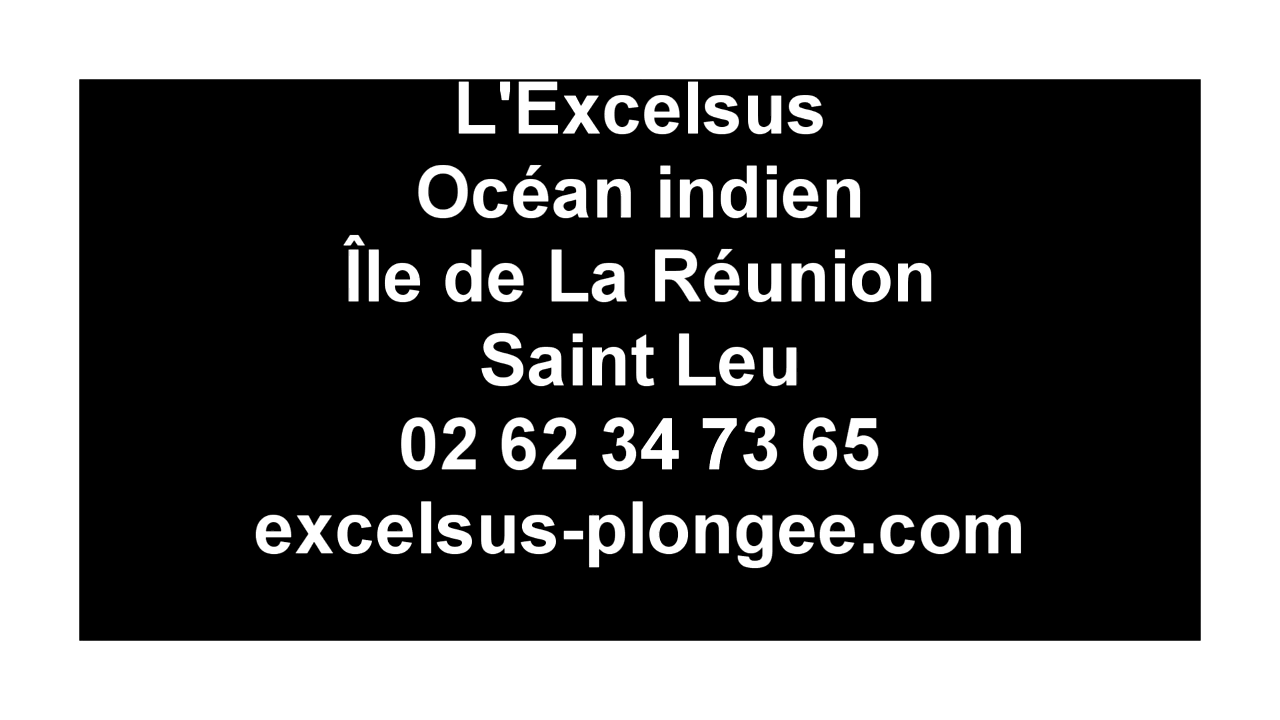 L'Excelsus
Océan indien
Île de La Réunion
Saint Leu
02 62 34 73 65
excelsus-plongee.com